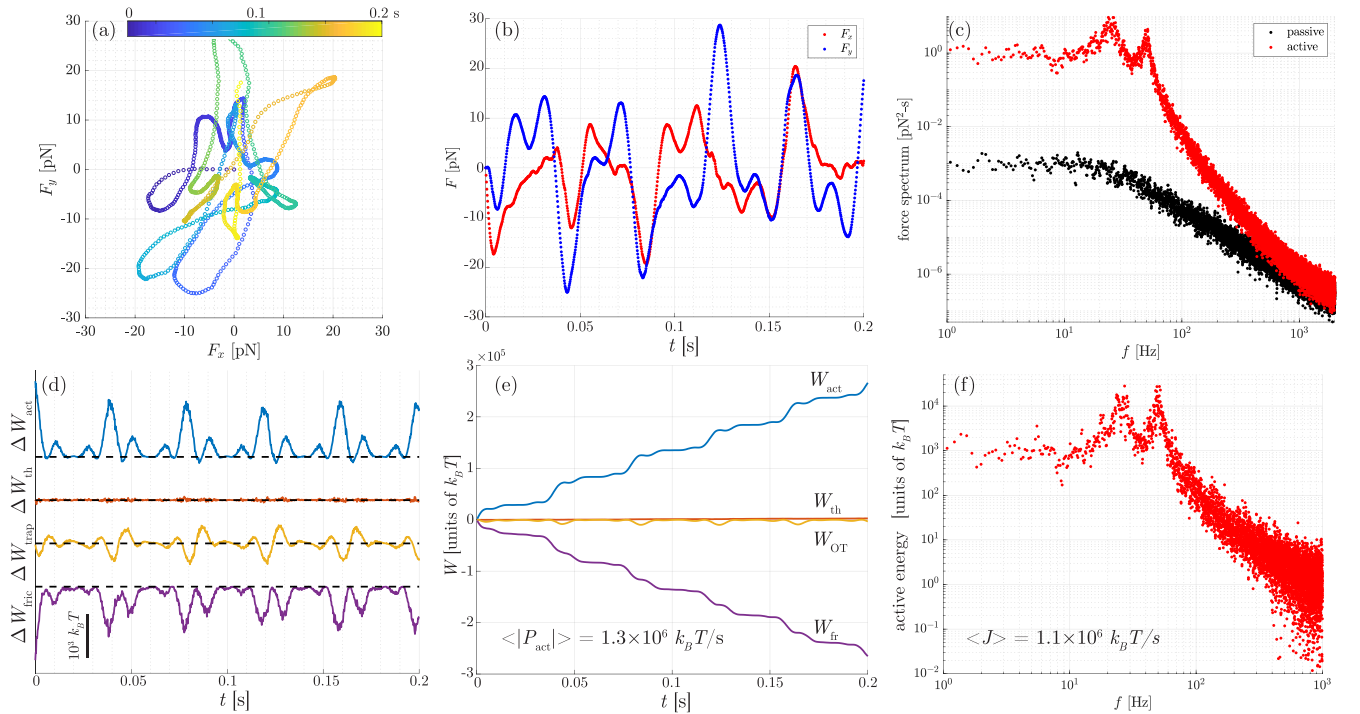 0 0.1 0.2 s
(a)
30
20
10
0
-10
-20
-30
F_y [pN]
-30 -20 -10 0 10 20 30
F_x [pN]
(b)
F_x
F_y
30
20
10
0
-10
-20
-30
F [pN]
0 0.05 0.1 0.15 0.2
t [s]
(c)
passive
active
10^0
10^-2
10^-4
10^-6
force spectrum [pN^2-s]
10^0 10^1 10^2 10^3
f [Hz]
(d)
ΔW_act
ΔW_th
ΔW_trap
ΔW_fric
10^3 k_BT
0 0.05 0.1 0.15 0.2
t [s]
×10^5
(e)
3
2
1
0
-1
-2
-3
W [units of k_BT]
W_act
W_th
W_OT
W_fr
<|P_act|> = 1.3×10^6 k_BT/s
0 0.05 0.1 0.15 0.2
t [s]
(f)
10^4
10^3
10^2
10^1
10^0
10^-1
10^-2
active energy [units of k_BT]
<J> = 1.1×10^6 k_BT/s
10^0 10^1 10^2 10^3
f [Hz]